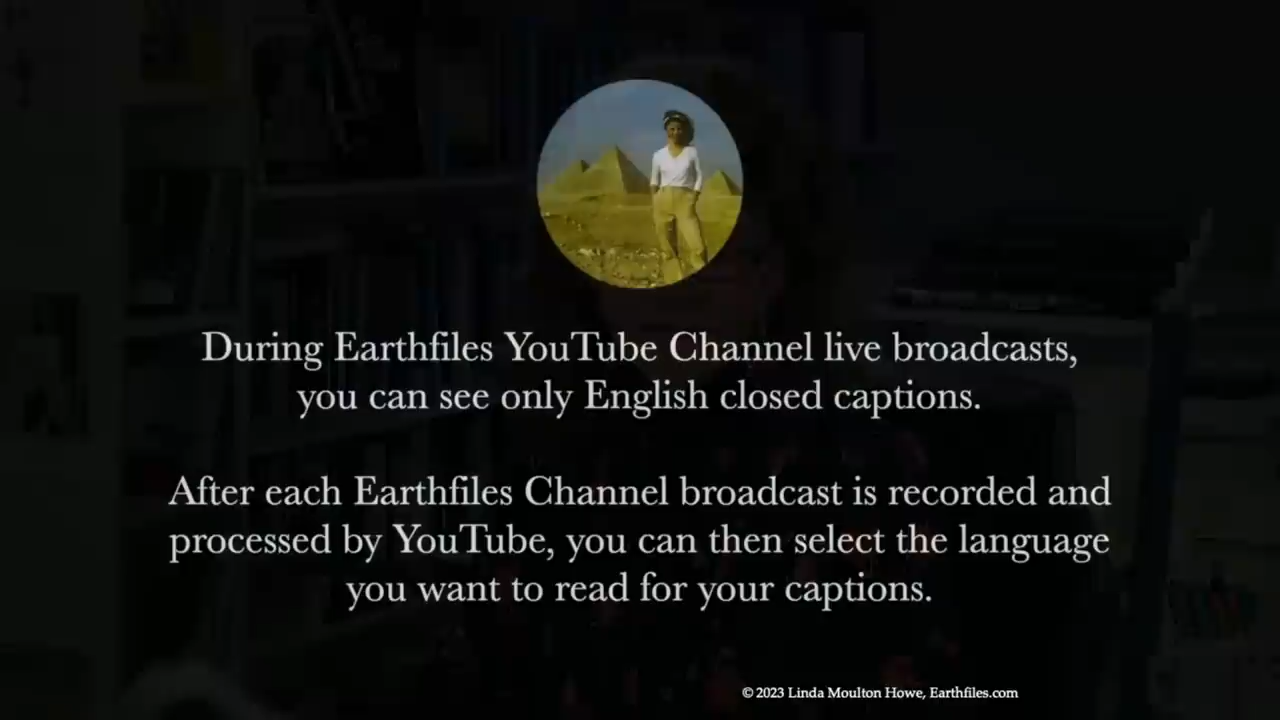 During Earthfiles YouTube Channel live broadcasts,
you can see only English closed captions.
After each Earthfiles Channel broadcast is recorded and
processed by YouTube, you can then select the language
you want to read for your captions.
© 2023 Linda Moulton Howe, Earthfiles.com